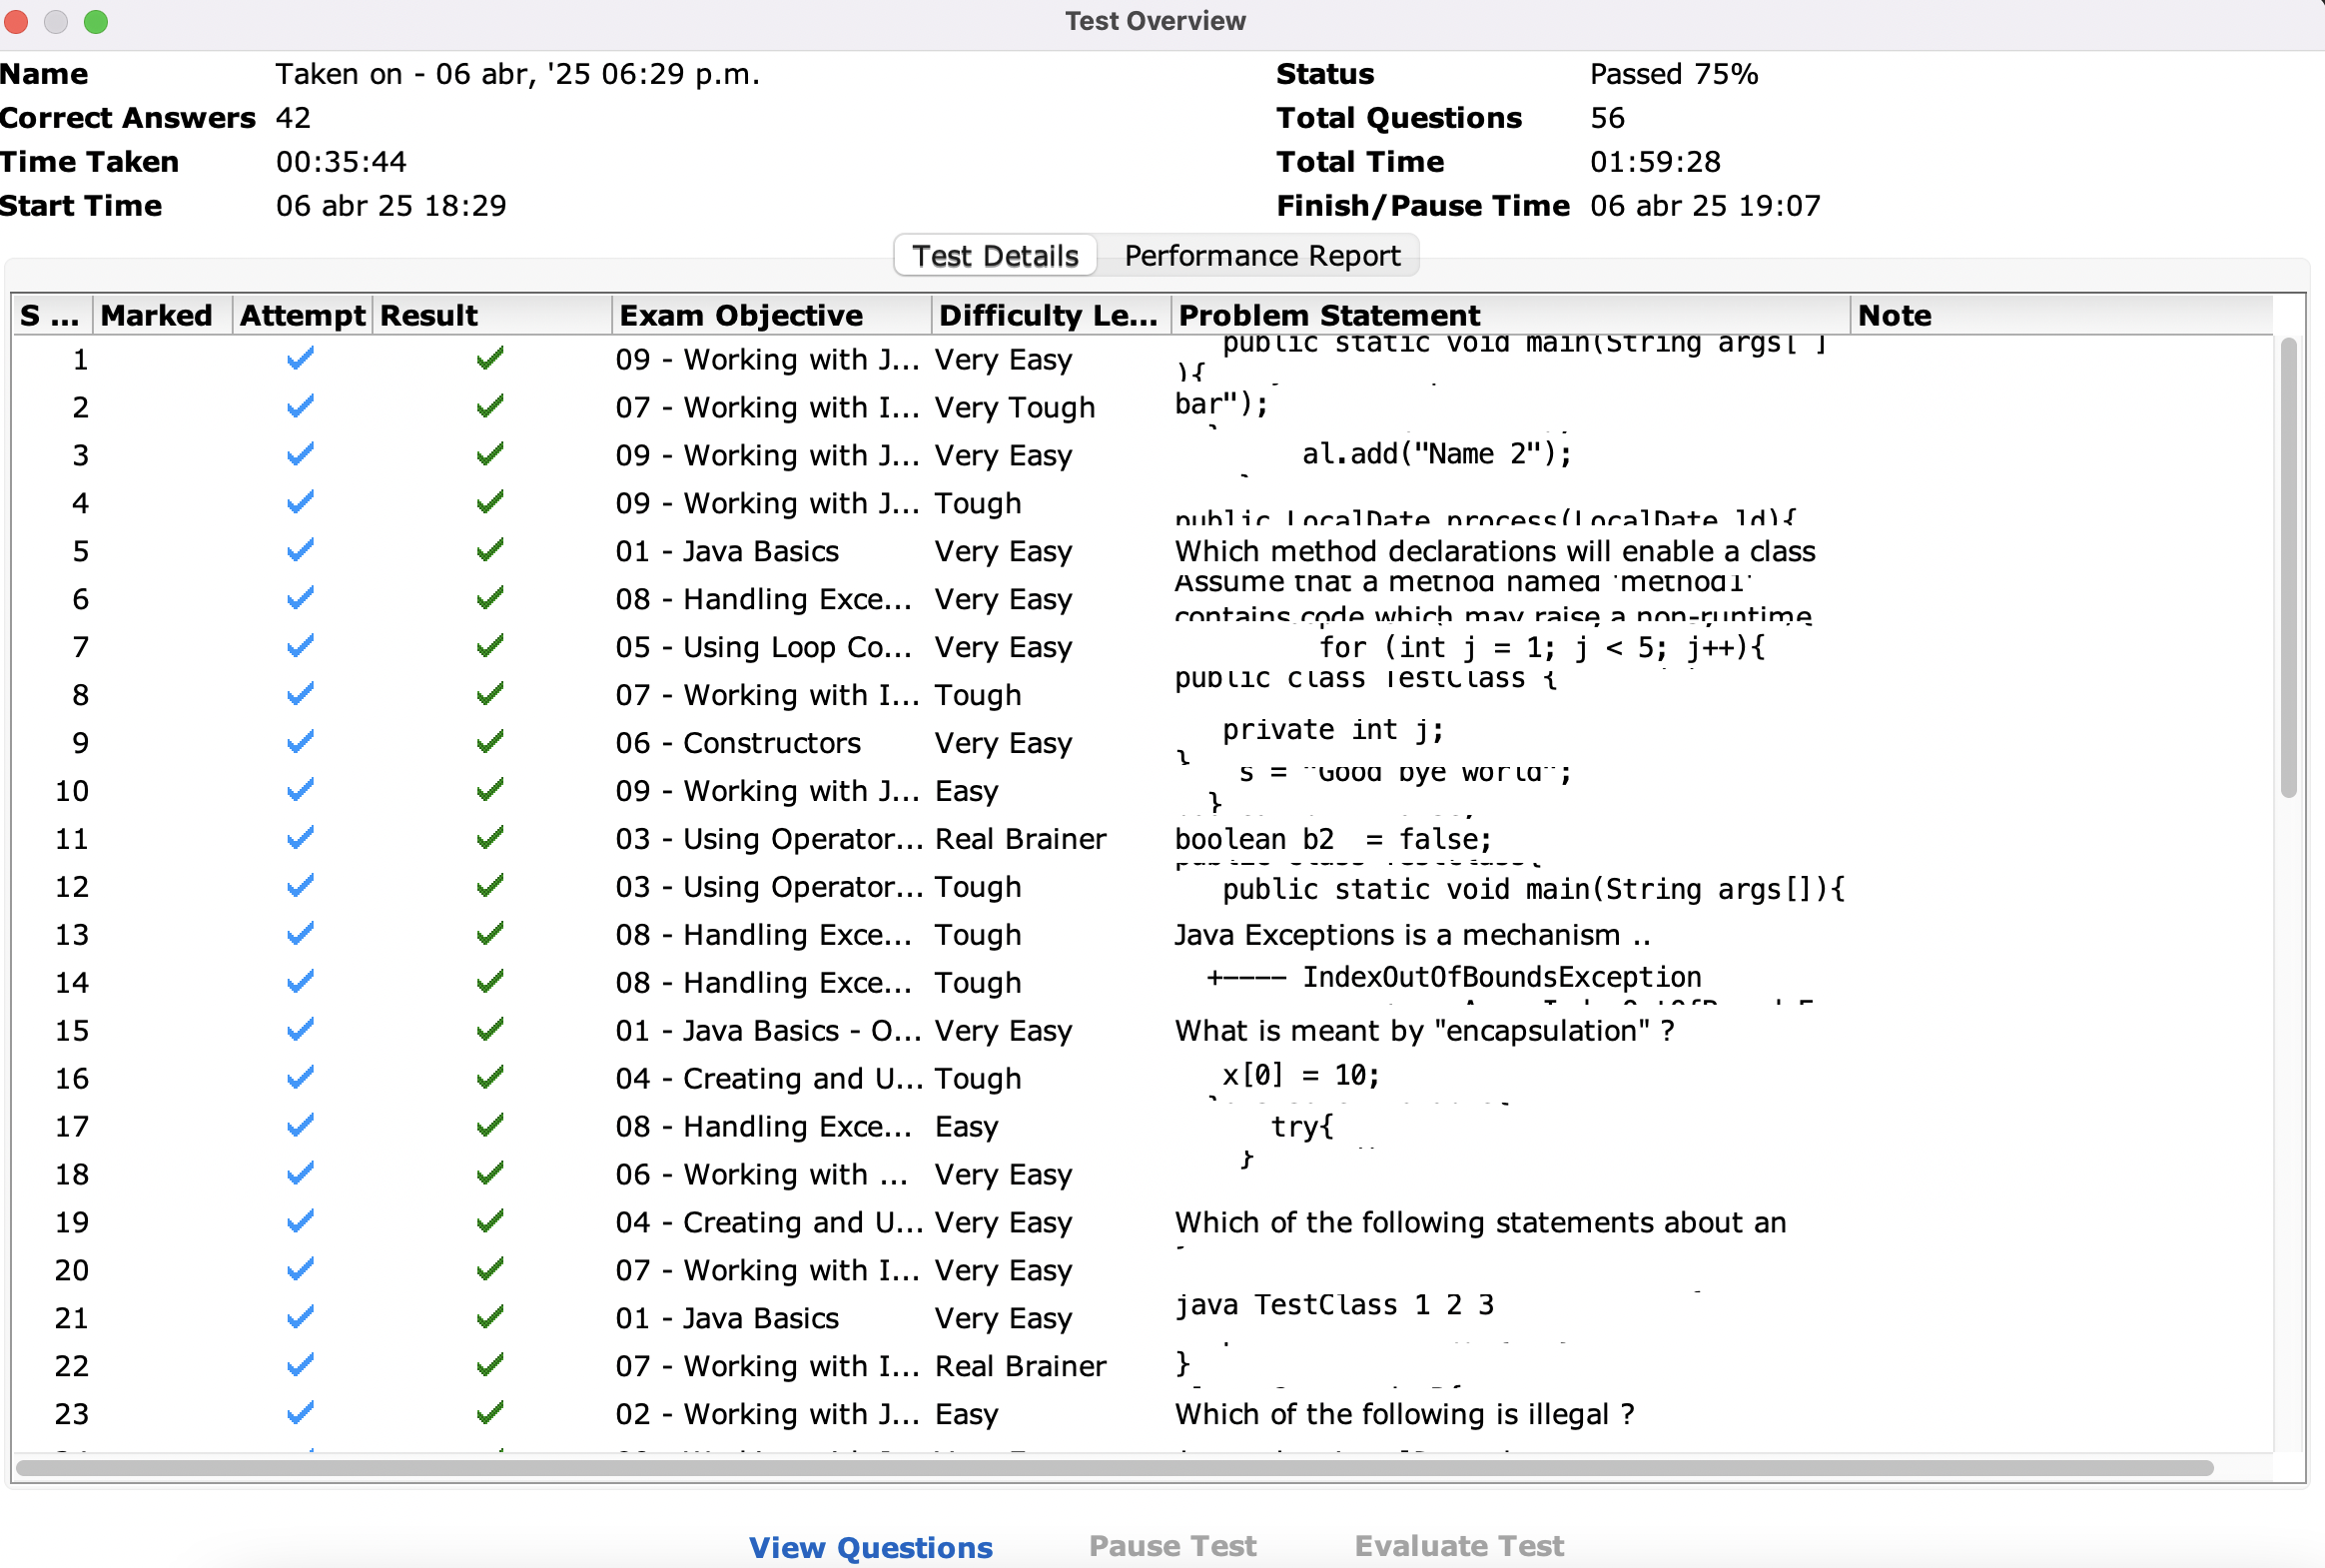 Test Overview
Name Taken on - 06 abr, '25 06:29 p.m. Status Passed 75%
Correct Answers 42 Total Questions 56
Time Taken 00:35:44 Total Time 01:59:28
Start Time 06 abr 25 18:29 Finish/Pause Time 06 abr 25 19:07
Test Details Performance Report
S ... Marked Attempt Result Exam Objective Difficulty Le... Problem Statement Note
1 09 - Working with J... Very Easy public static void main(String args[ ]
){
2 07 - Working with I... Very Tough bar");
3 09 - Working with J... Very Easy al.add("Name 2");
4 09 - Working with J... Tough public LocalDate process(LocalDate ld){
5 01 - Java Basics Very Easy Which method declarations will enable a class
6 08 - Handling Exce... Very Easy Assume that a method named 'method1'
contains code which may raise a non-runtime
7 05 - Using Loop Co... Very Easy for (int j = 1; j < 5; j++){
8 07 - Working with I... Tough public class TestClass {
9 06 - Constructors Very Easy private int j;
}
10 09 - Working with J... Easy s = "Good bye world";
}
11 03 - Using Operator... Real Brainer boolean b2 = false;
12 03 - Using Operator... Tough public static void main(String args[]){
13 08 - Handling Exce... Tough Java Exceptions is a mechanism ..
14 08 - Handling Exce... Tough +---- IndexOutOfBoundsException
15 01 - Java Basics - O... Very Easy What is meant by "encapsulation" ?
16 04 - Creating and U... Tough x[0] = 10;
17 08 - Handling Exce... Easy try{
18 06 - Working with ... Very Easy }
19 04 - Creating and U... Very Easy Which of the following statements about an
20 07 - Working with I... Very Easy
21 01 - Java Basics Very Easy java TestClass 1 2 3
22 07 - Working with I... Real Brainer }
23 02 - Working with J... Easy Which of the following is illegal ?
View Questions Pause Test Evaluate Test